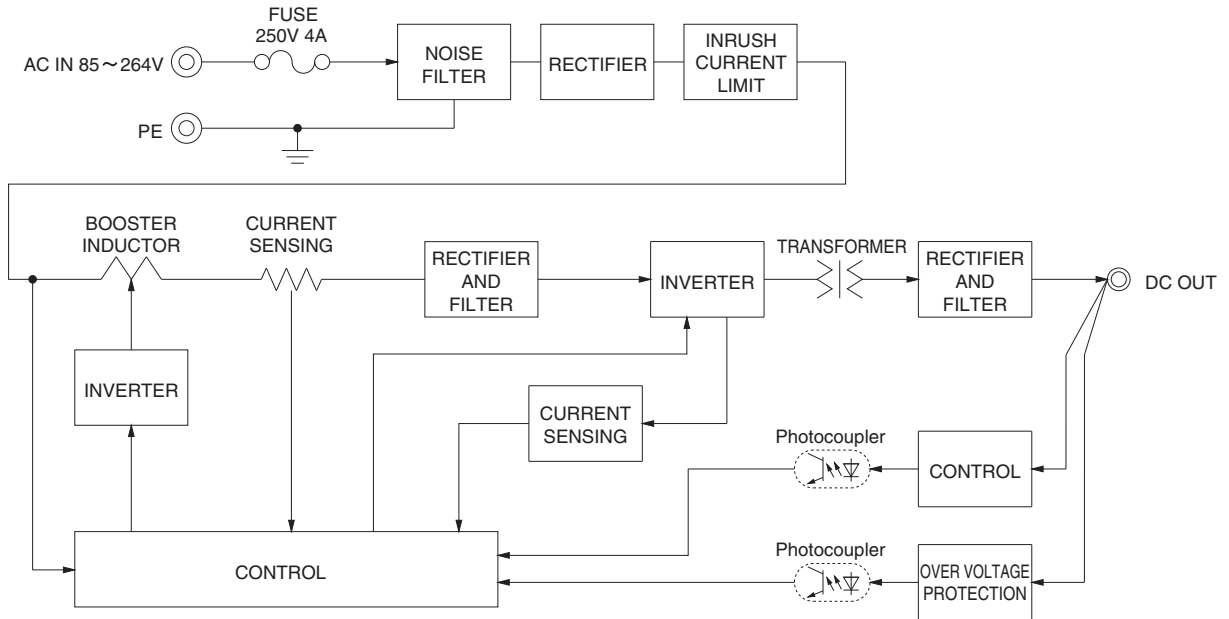 FUSE
250V 4A
AC IN 85~264V
NOISE
FILTER
RECTIFIER
INRUSH
CURRENT
LIMIT
PE
BOOSTER
INDUCTOR
CURRENT
SENSING
RECTIFIER
AND
FILTER
INVERTER
TRANSFORMER
RECTIFIER
AND
FILTER
DC OUT
INVERTER
CURRENT
SENSING
Photocoupler
CONTROL
CONTROL
Photocoupler
OVER VOLTAGE
PROTECTION